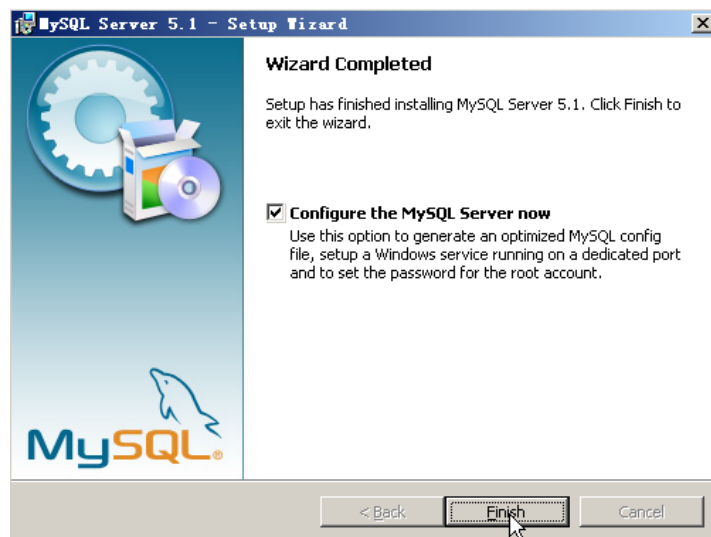 MySQL Server 5.1 - Setup Wizard
Wizard Completed
Setup has finished installing MySQL Server 5.1. Click Finish to
exit the wizard.
Configure the MySQL Server now
Use this option to generate an optimized MySQL config
file, setup a Windows service running on a dedicated port
and to set the password for the root account.
MySQL®
< Back
Finish
Cancel